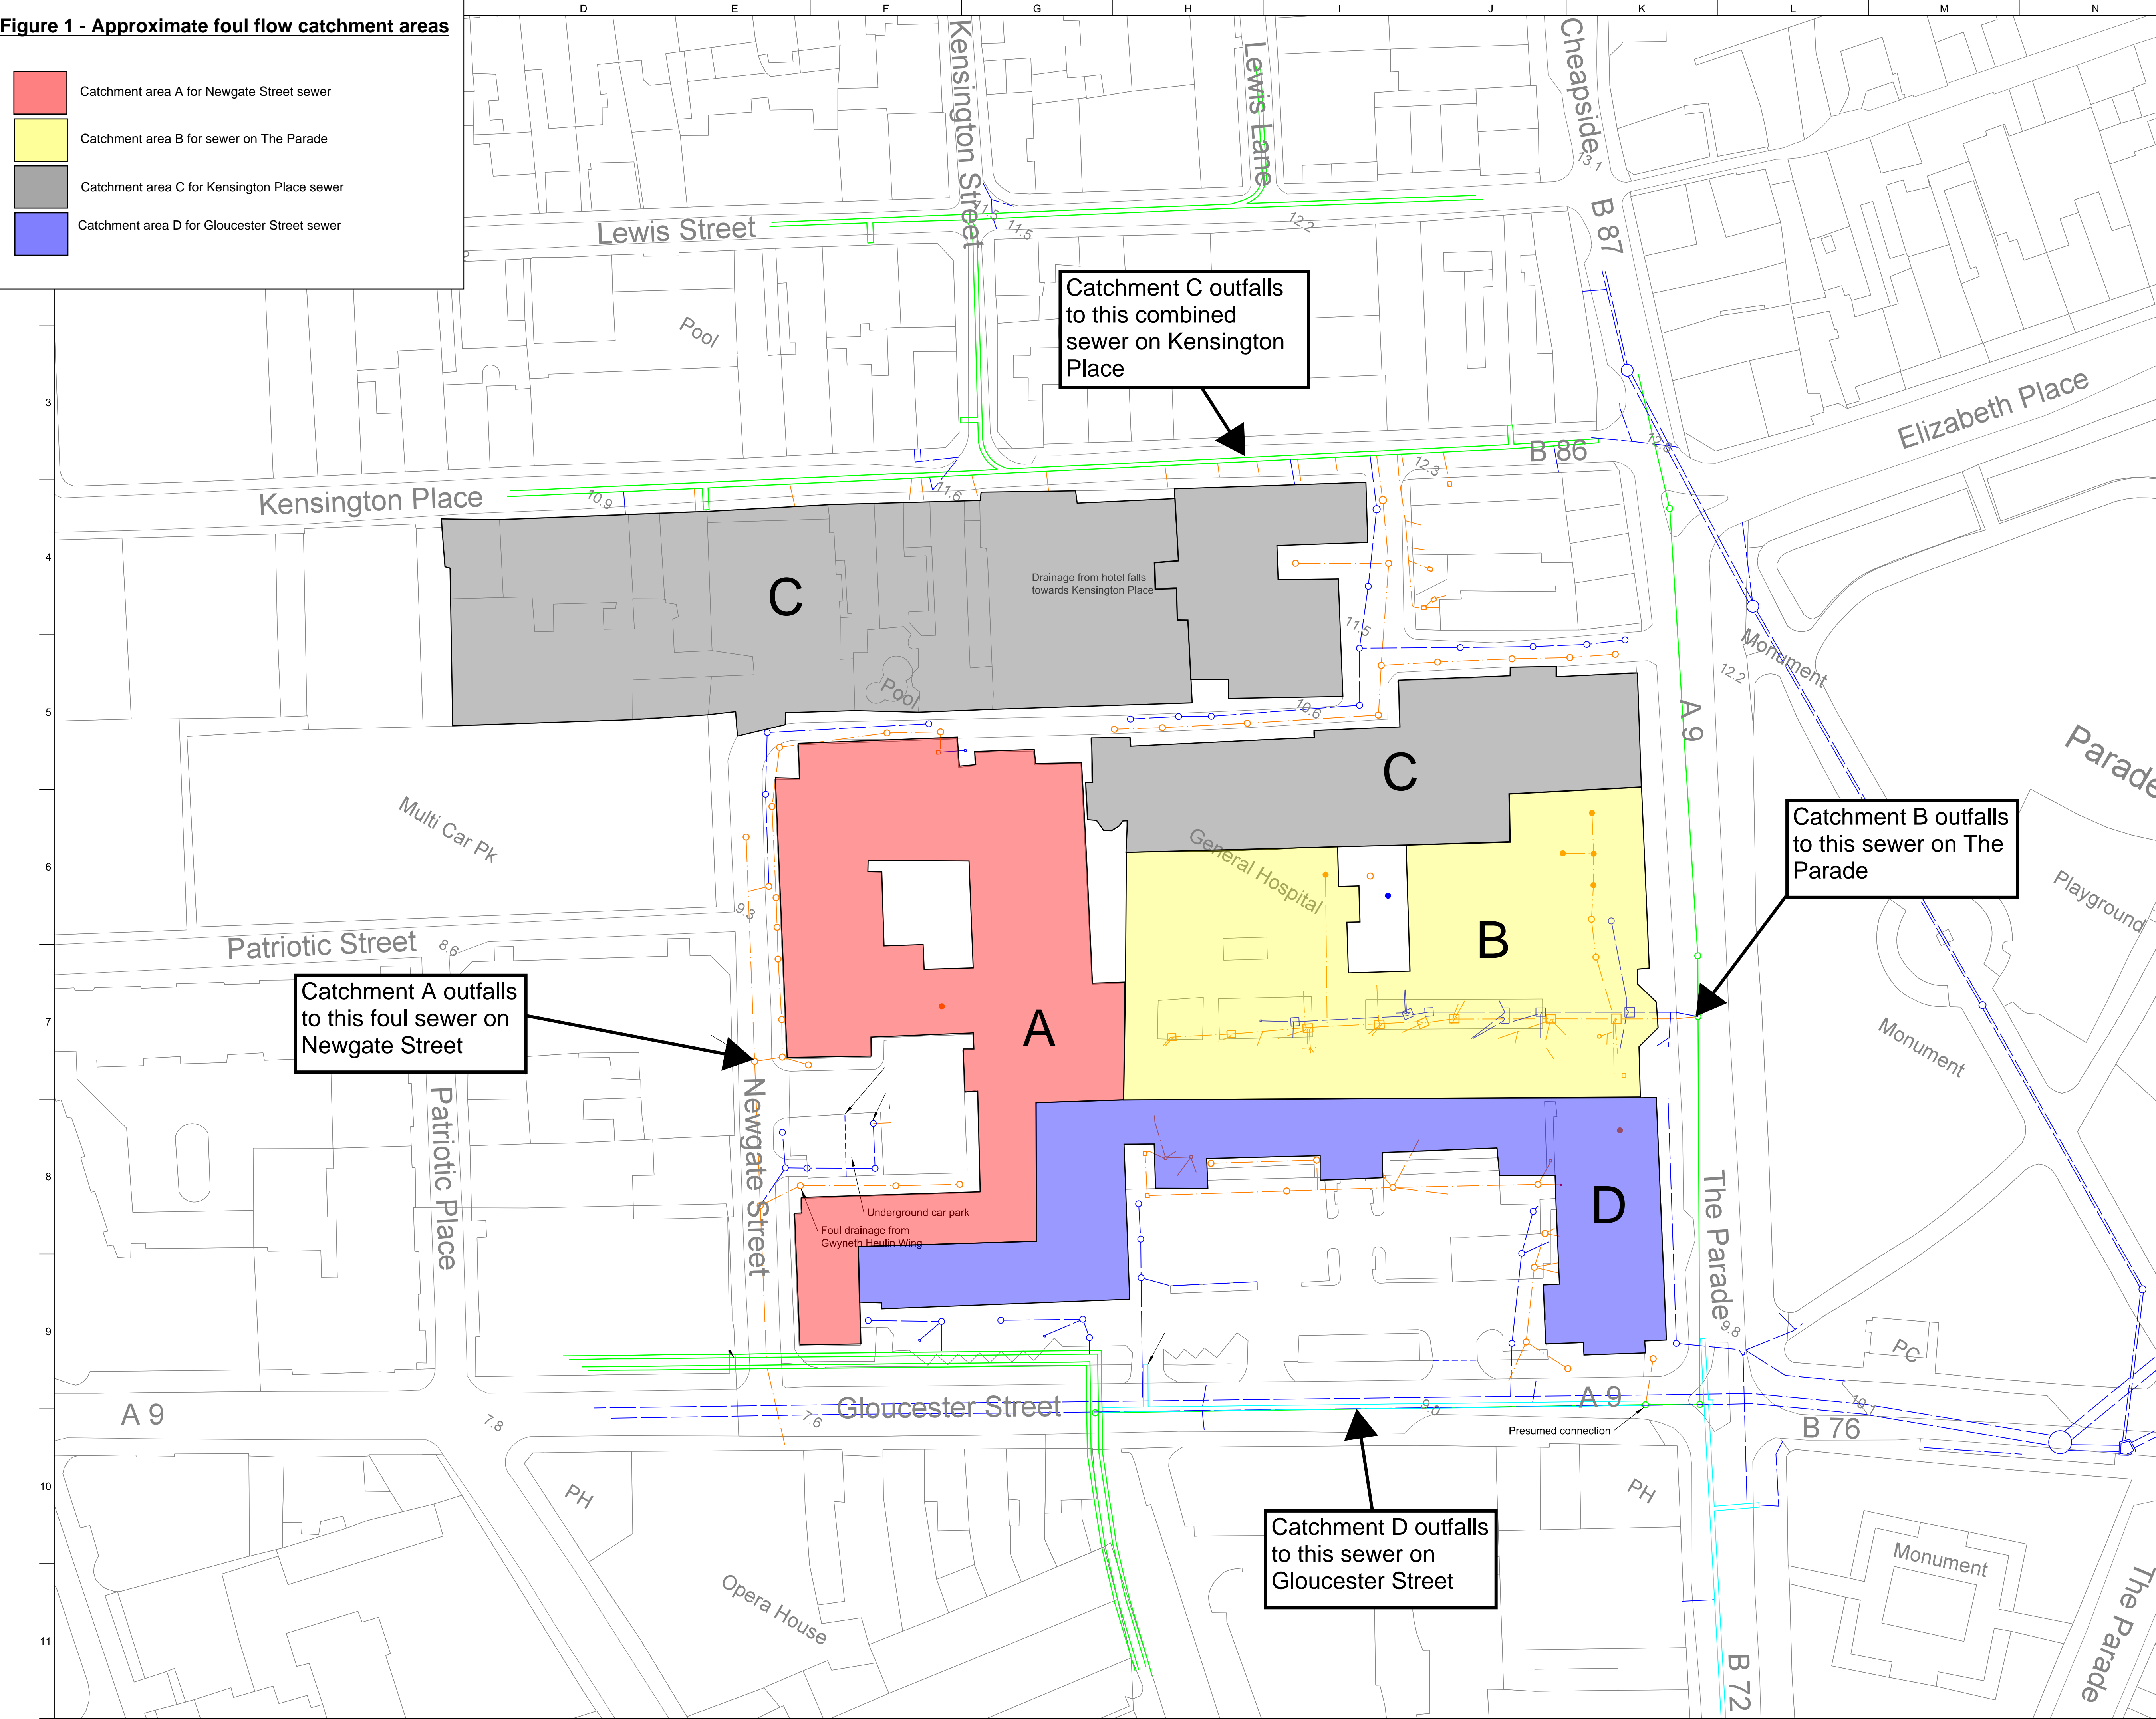 D E F G H I J K L M N
Figure 1 - Approximate foul flow catchment areas
Catchment area A for Newgate Street sewer
Catchment area B for sewer on The Parade
Catchment area C for Kensington Place sewer
Catchment area D for Gloucester Street sewer
Kensington Street
Lewis Lane
Cheapside
13.1
B 87
Lewis Street
11.5
11.5
12.2
Pool
Catchment C outfalls
to this combined
sewer on Kensington
Place
3
Elizabeth Place
12.6
B 86
12.3
Kensington Place
10.9
11.6
4
C
Drainage from hotel falls
towards Kensington Place
11.5
Monument
12.2
Pool
5
10.6
A 9
Parade
C
Multi Car Pk
General Hospital
Catchment B outfalls
to this sewer on The
Parade
6
Playground
9.3
Patriotic Street
8.6
B
Catchment A outfalls
to this foul sewer on
Newgate Street
7
A
Monument
Patriotic Place
Newgate Street
8
The Parade
D
Underground car park
Foul drainage from
Gwyneth Heulin Wing
9
9.8
PC
A 9
7.8
7.6
Gloucester Street
9.0
A 9
10.1
B 76
Presumed connection
10
PH
PH
Catchment D outfalls
to this sewer on
Gloucester Street
Monument
Opera House
The Parade
11
B 72